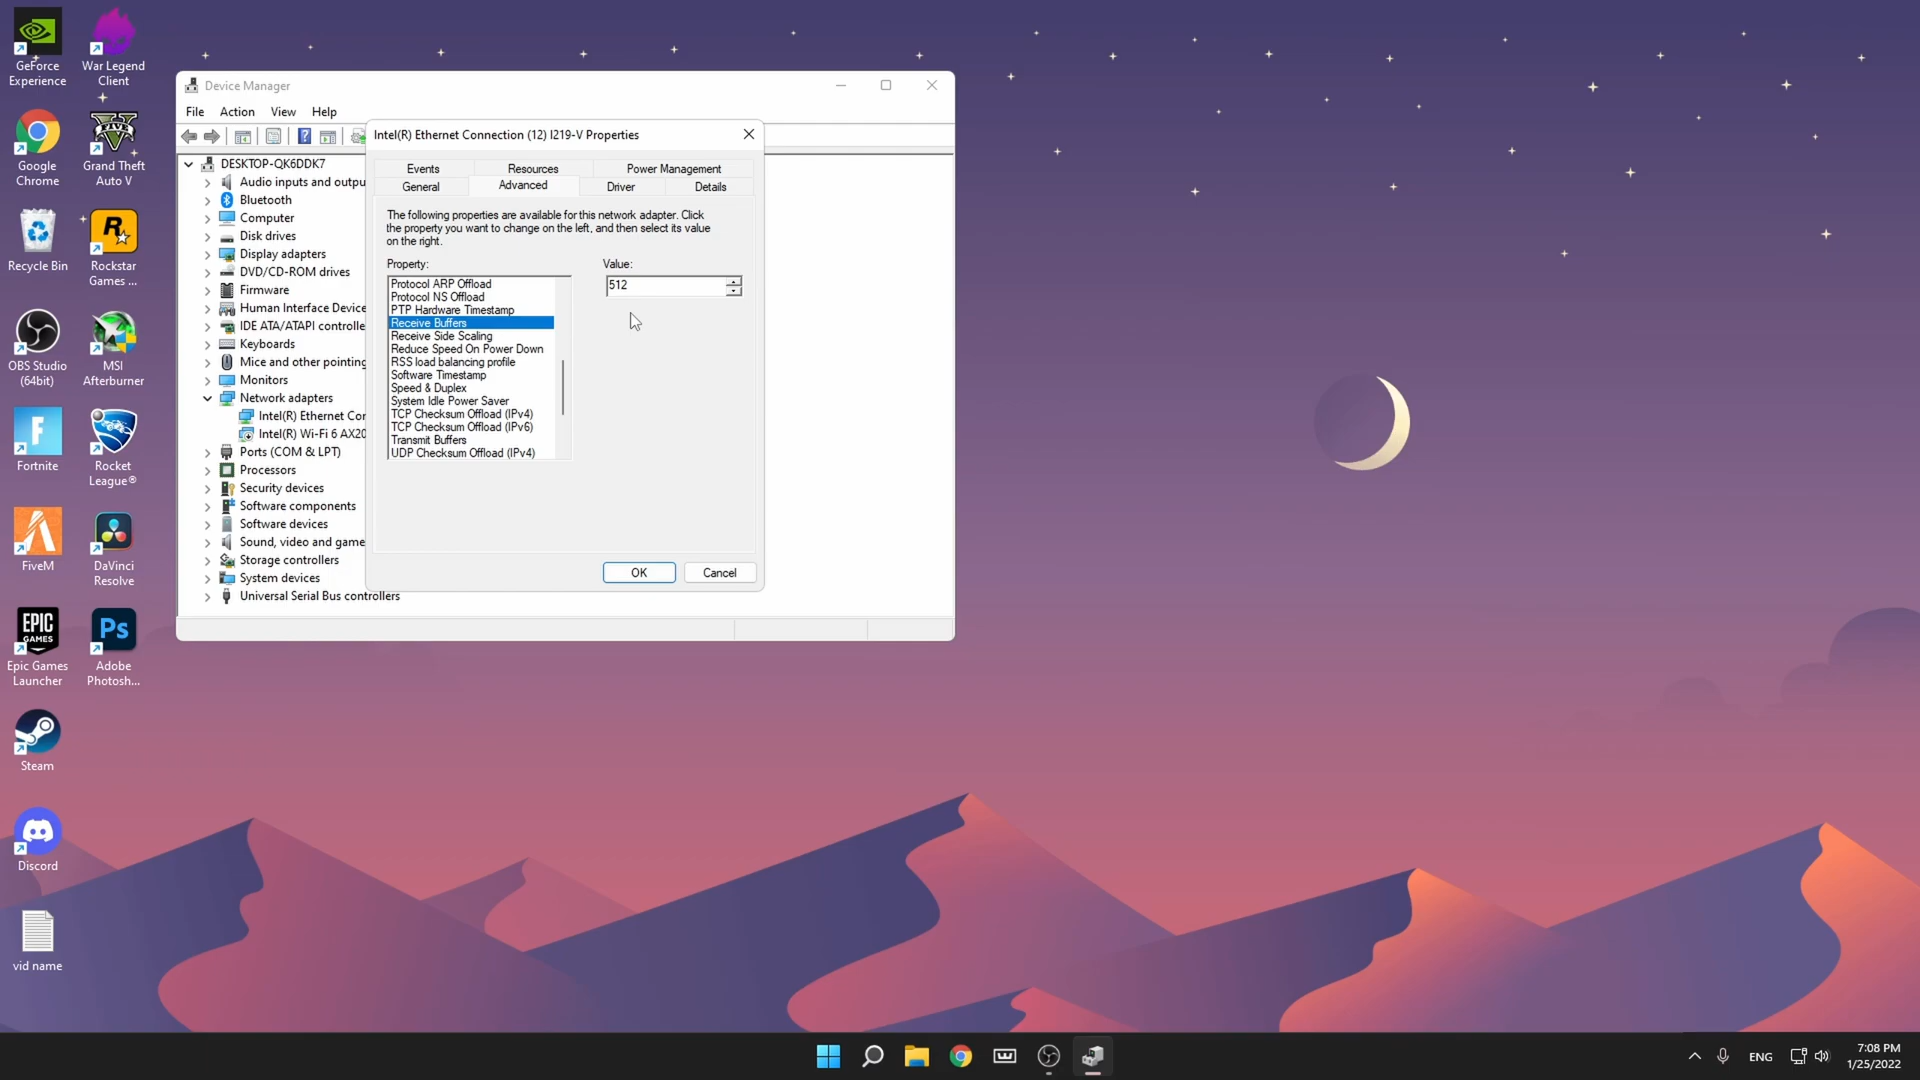 GeForce
Experience
War Legend
Client
Google
Chrome
Grand Theft
Auto V
Recycle Bin
Rockstar
Games ...
OBS Studio
(64bit)
MSI
Afterburner
Fortnite
Rocket
League®
FiveM
DaVinci
Resolve
EPIC
GAMES
Epic Games
Launcher
Ps
Adobe
Photosh...
Steam
Discord
vid name
Device Manager
File Action View Help
DESKTOP-QK6DDK7
Audio inputs and outpu
Bluetooth
Computer
Disk drives
Display adapters
DVD/CD-ROM drives
Firmware
Human Interface Device
IDE ATA/ATAPI controlle
Keyboards
Mice and other pointing
Monitors
Network adapters
Intel(R) Ethernet Cor
Intel(R) Wi-Fi 6 AX20
Ports (COM & LPT)
Processors
Security devices
Software components
Software devices
Sound, video and game
Storage controllers
System devices
Universal Serial Bus controllers
Intel(R) Ethernet Connection (12) I219-V Properties
Events Resources Power Management
General Advanced Driver Details
The following properties are available for this network adapter. Click
the property you want to change on the left, and then select its value
on the right.
Property: Value:
512
Protocol ARP Offload
Protocol NS Offload
PTP Hardware Timestamp
Receive Buffers
Receive Side Scaling
Reduce Speed On Power Down
RSS load balancing profile
Software Timestamp
Speed & Duplex
System Idle Power Saver
TCP Checksum Offload (IPv4)
TCP Checksum Offload (IPv6)
Transmit Buffers
UDP Checksum Offload (IPv4)
OK Cancel
ENG
7:08 PM
1/25/2022